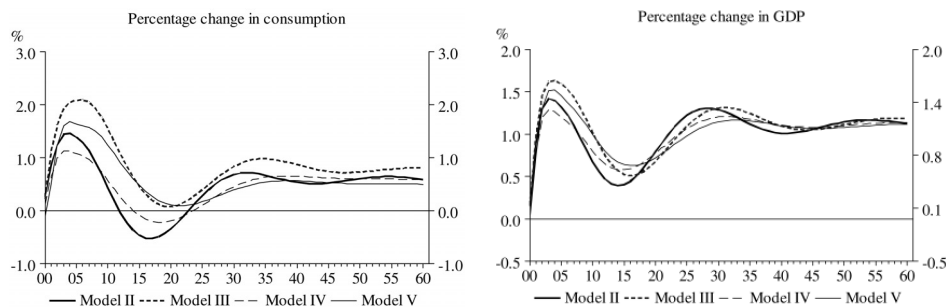 Percentage change in consumption
%
3.0 3.0
2.0 2.0
1.0 1.0
0.0 0.0
-1.0 -1.0
00 05 10 15 20 25 30 35 40 45 50 55 60
Model II Model III Model IV Model V
Percentage change in GDP
%
2.0 2.0
1.5 1.4
1.0 0.8
0.5
0.0 0.1
-0.5 -0.5
00 05 10 15 20 25 30 35 40 45 50 55 60
Model II Model III Model IV Model V